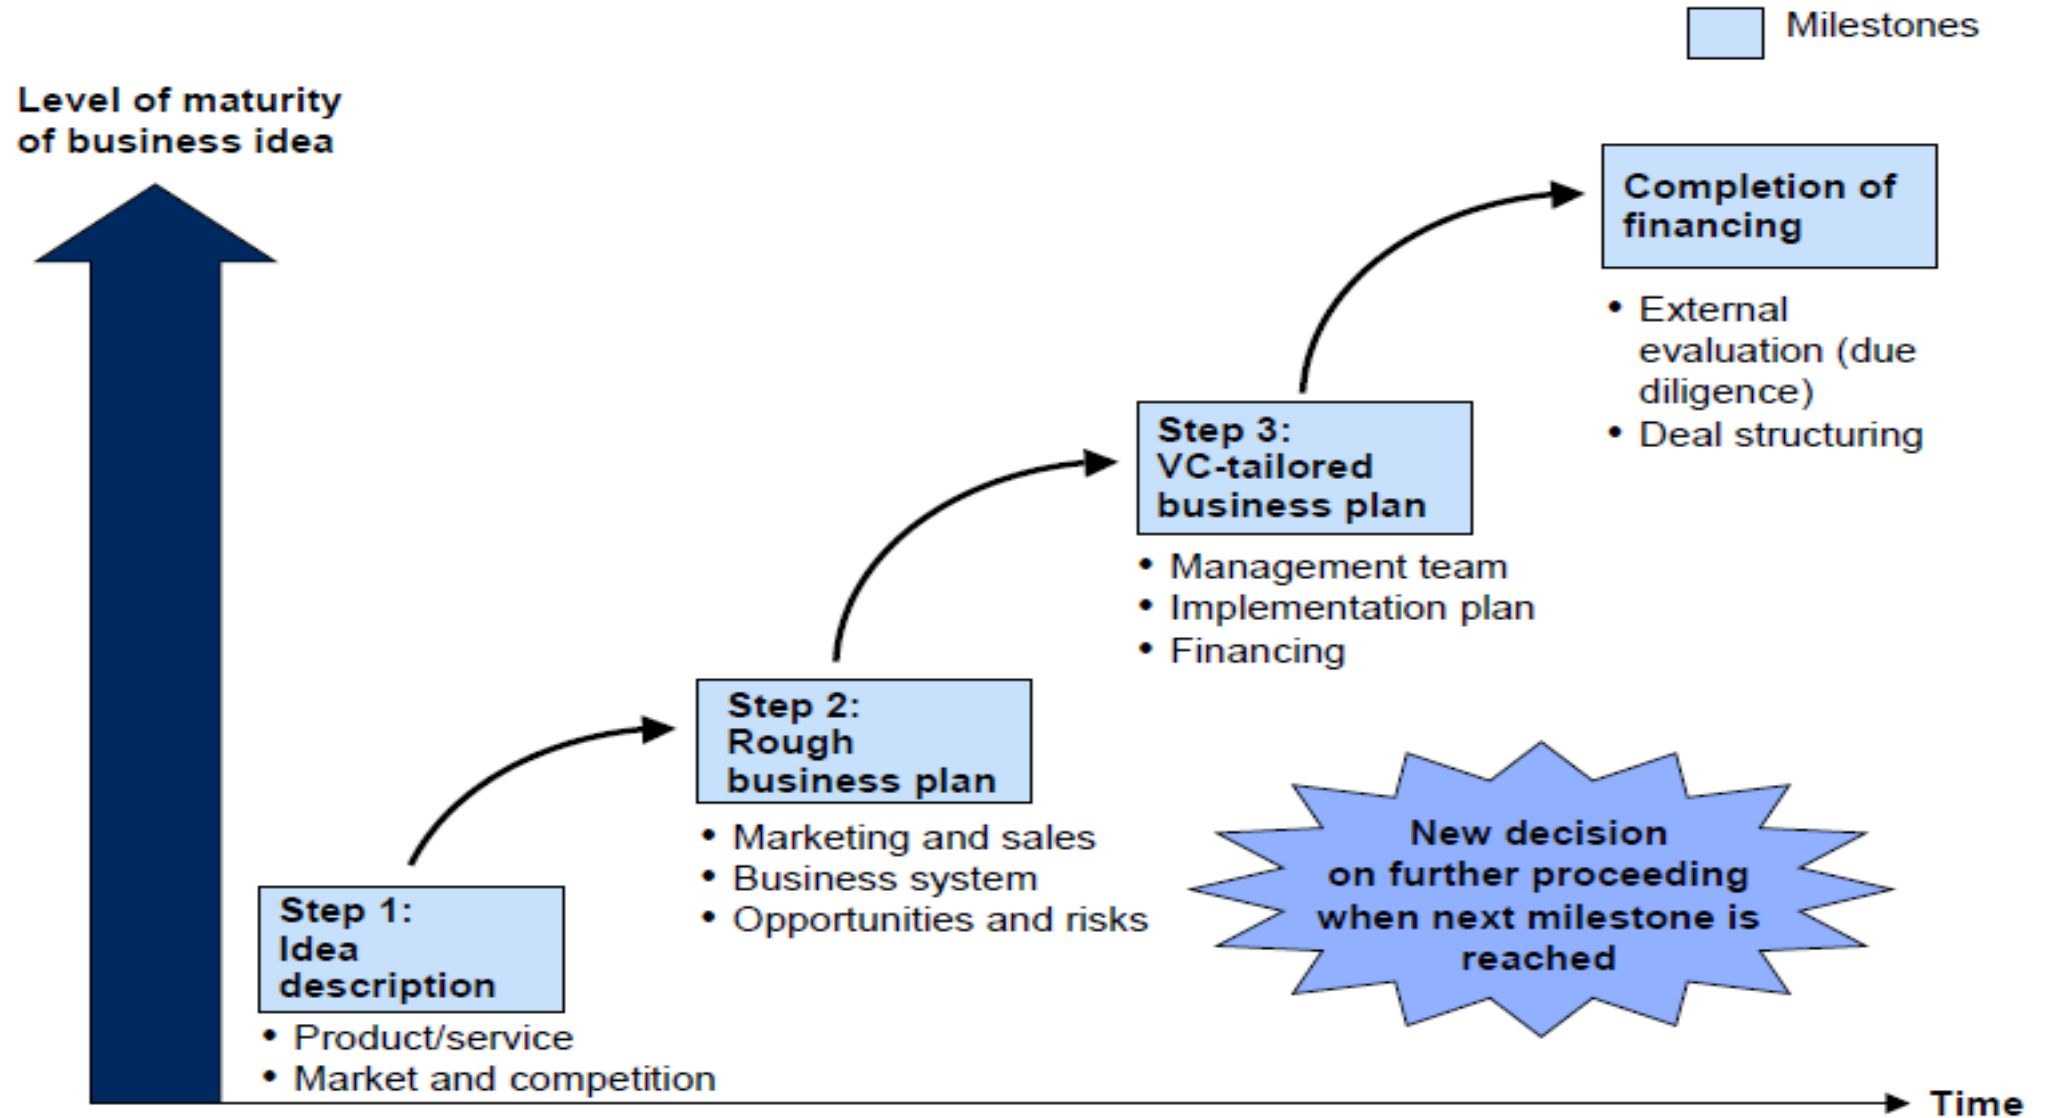 Milestones
Level of maturity
of business idea
Completion of
financing
• External
evaluation (due
diligence)
• Deal structuring
Step 3:
VC-tailored
business plan
• Management team
• Implementation plan
• Financing
Step 2:
Rough
business plan
• Marketing and sales
• Business system
• Opportunities and risks
New decision
on further proceeding
when next milestone is
reached
Step 1:
Idea
description
• Product/service
• Market and competition
Time